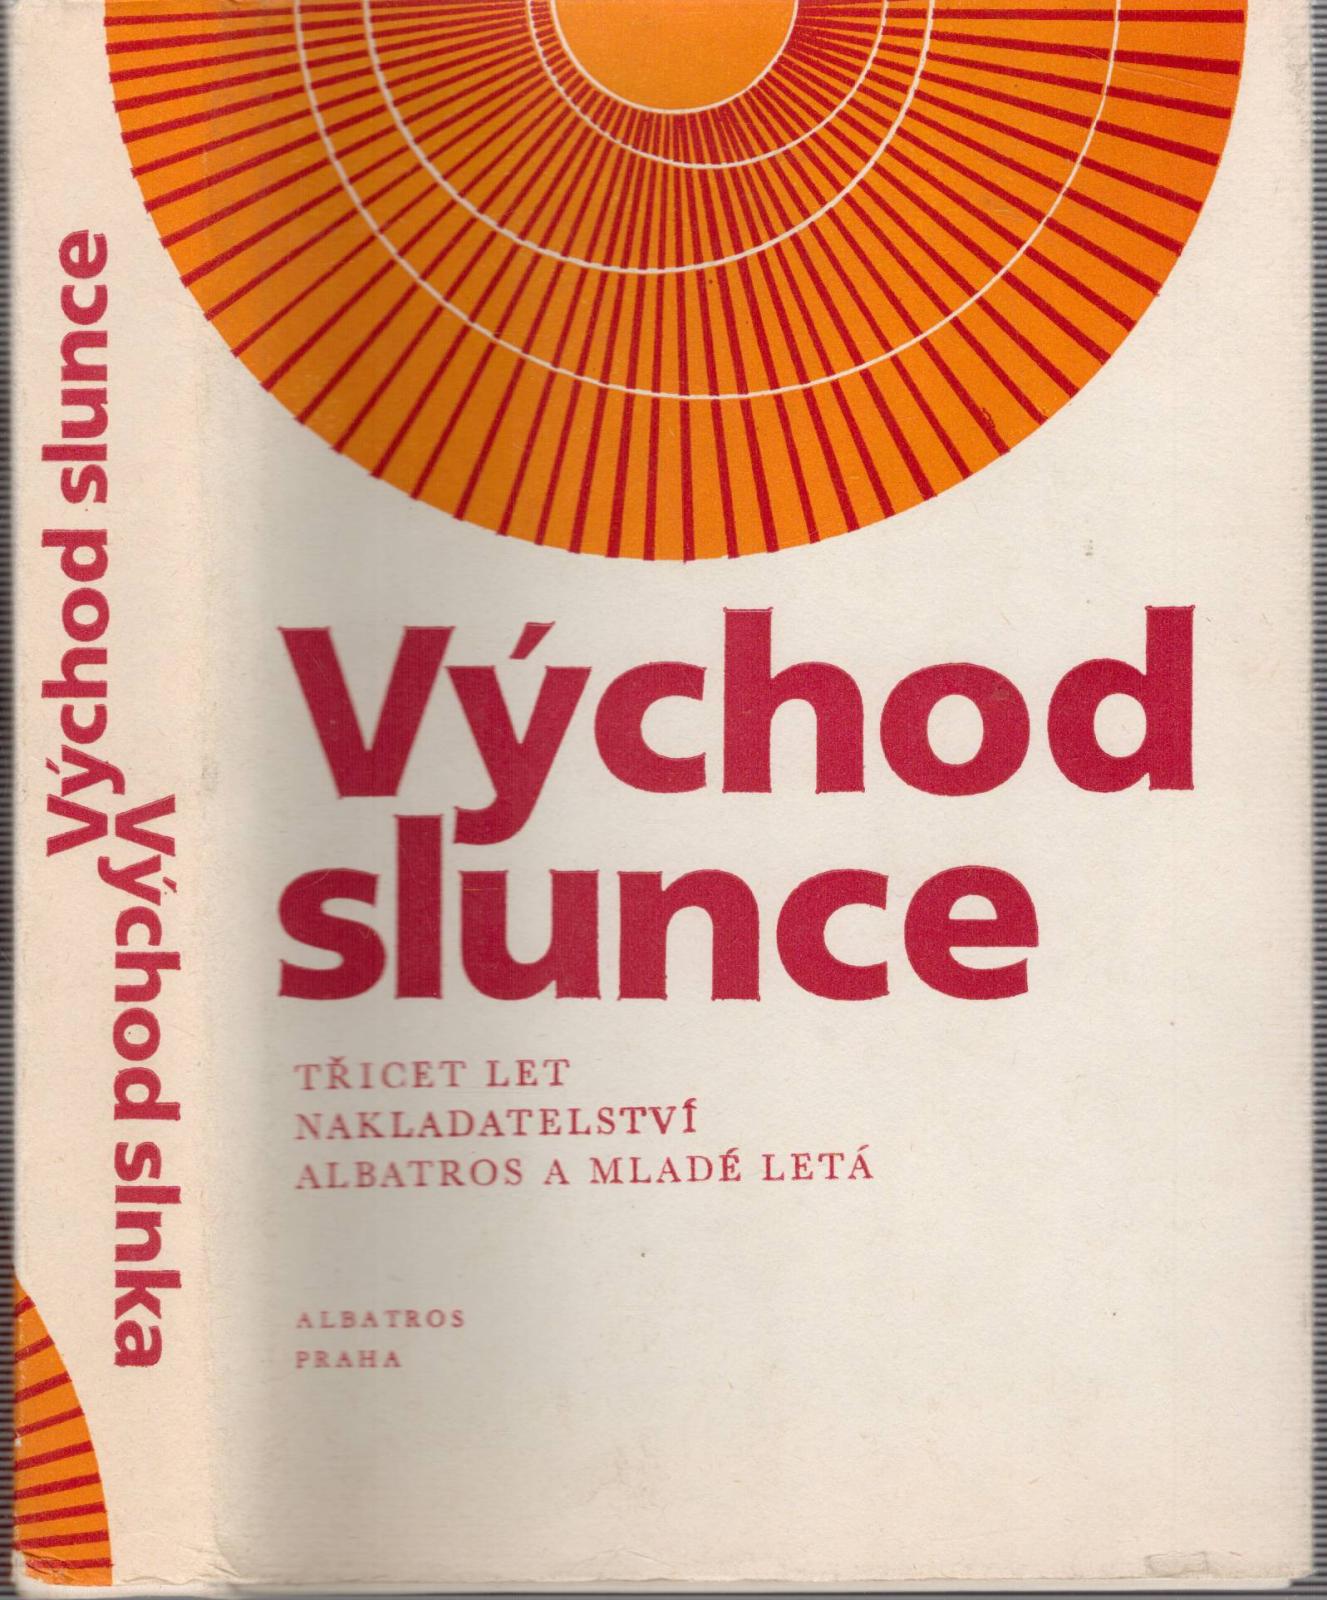 Východ slunce
Východ slnka
Východ
slunce
TŘICET LET
NAKLADATELSTVÍ
ALBATROS A MLADÉ LETÁ
ALBATROS
PRAHA